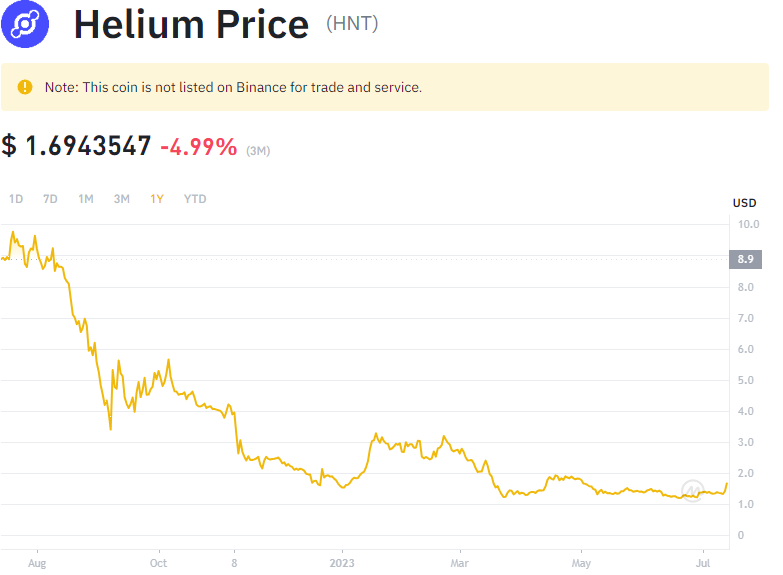 Helium Price (HNT)
Note: This coin is not listed on Binance for trade and service.
$ 1.6943547 -4.99% (3M)
1D 7D 1M 3M 1Y YTD
USD
10.0
8.9
8.0
7.0
6.0
5.0
4.0
3.0
2.0
1.0
0
Aug Oct 8 2023 Mar May Jul